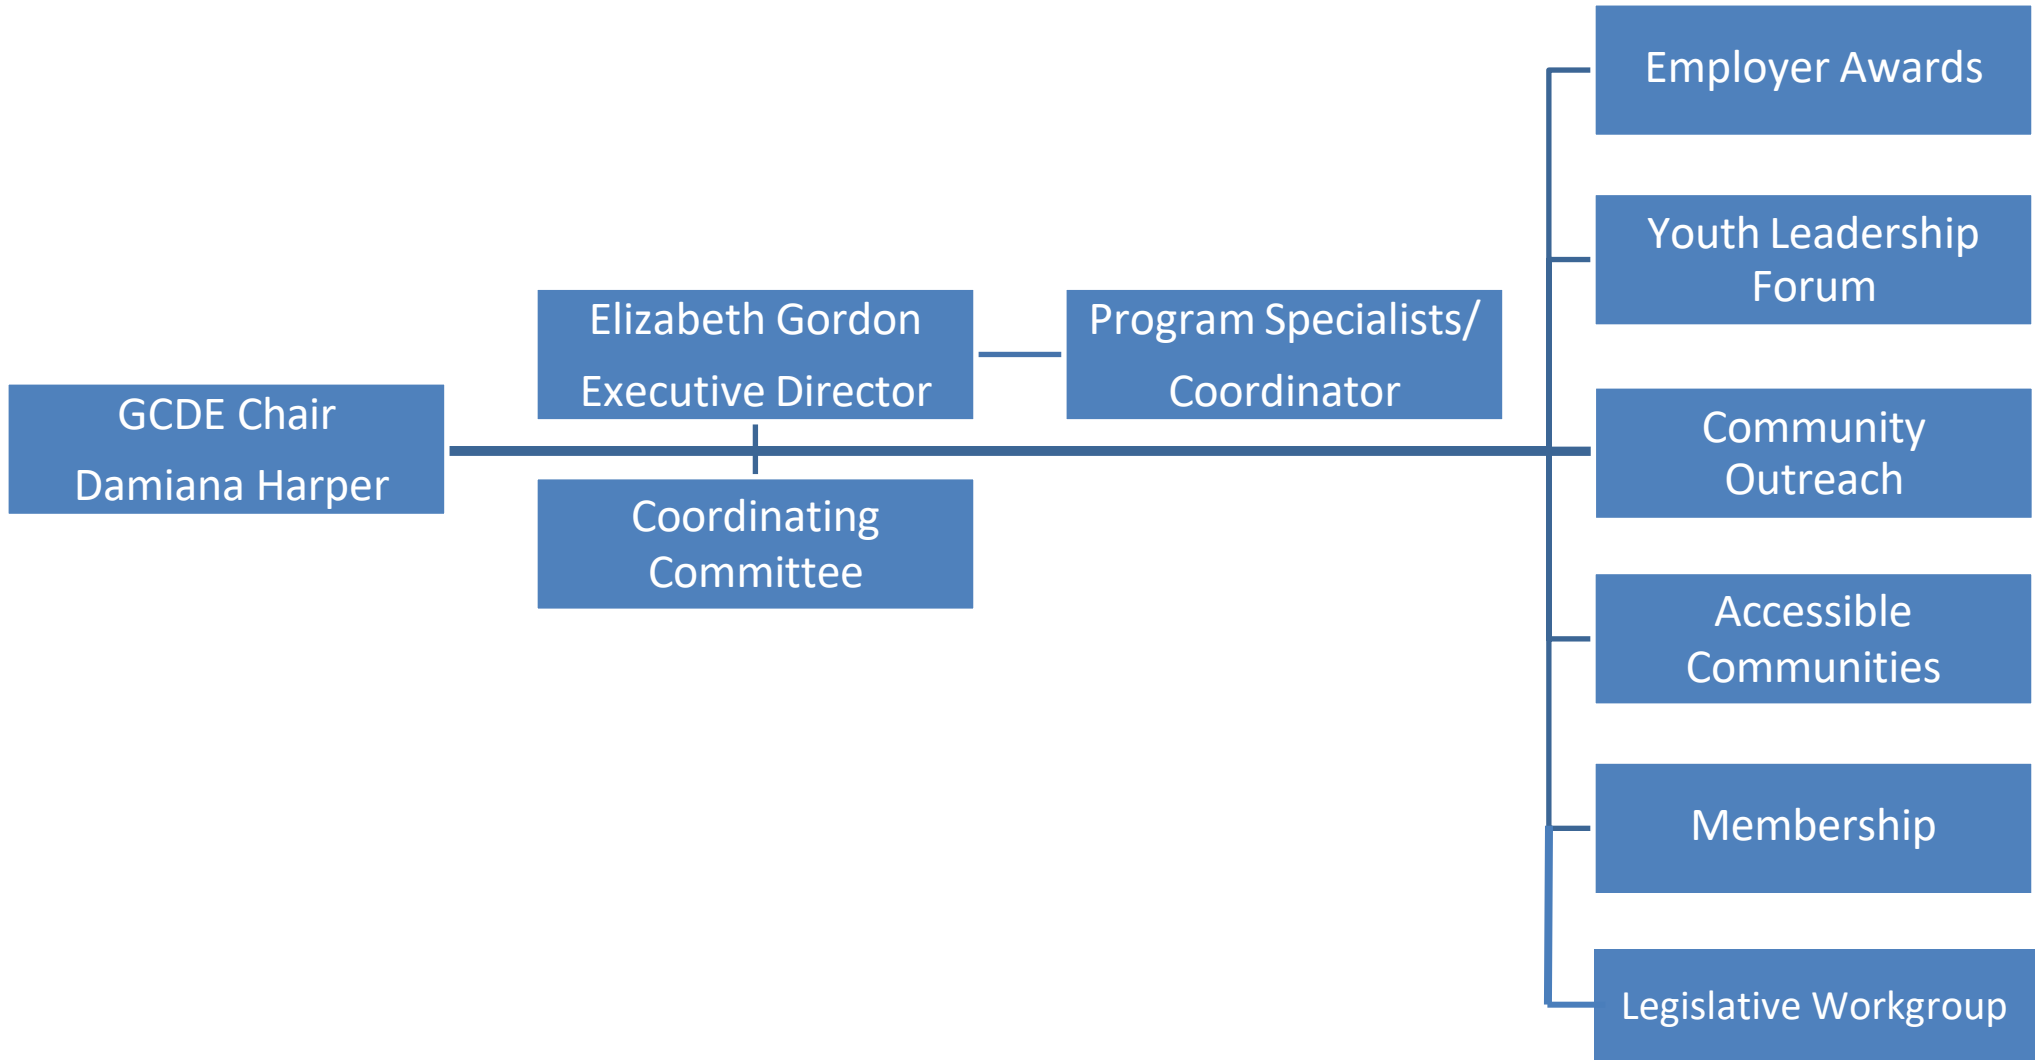 GCDE Chair
Damiana Harper
Elizabeth Gordon
Executive Director
Coordinating
Committee
Program Specialists/
Coordinator
Employer Awards
Youth Leadership
Forum
Community
Outreach
Accessible
Communities
Membership
Legislative Workgroup